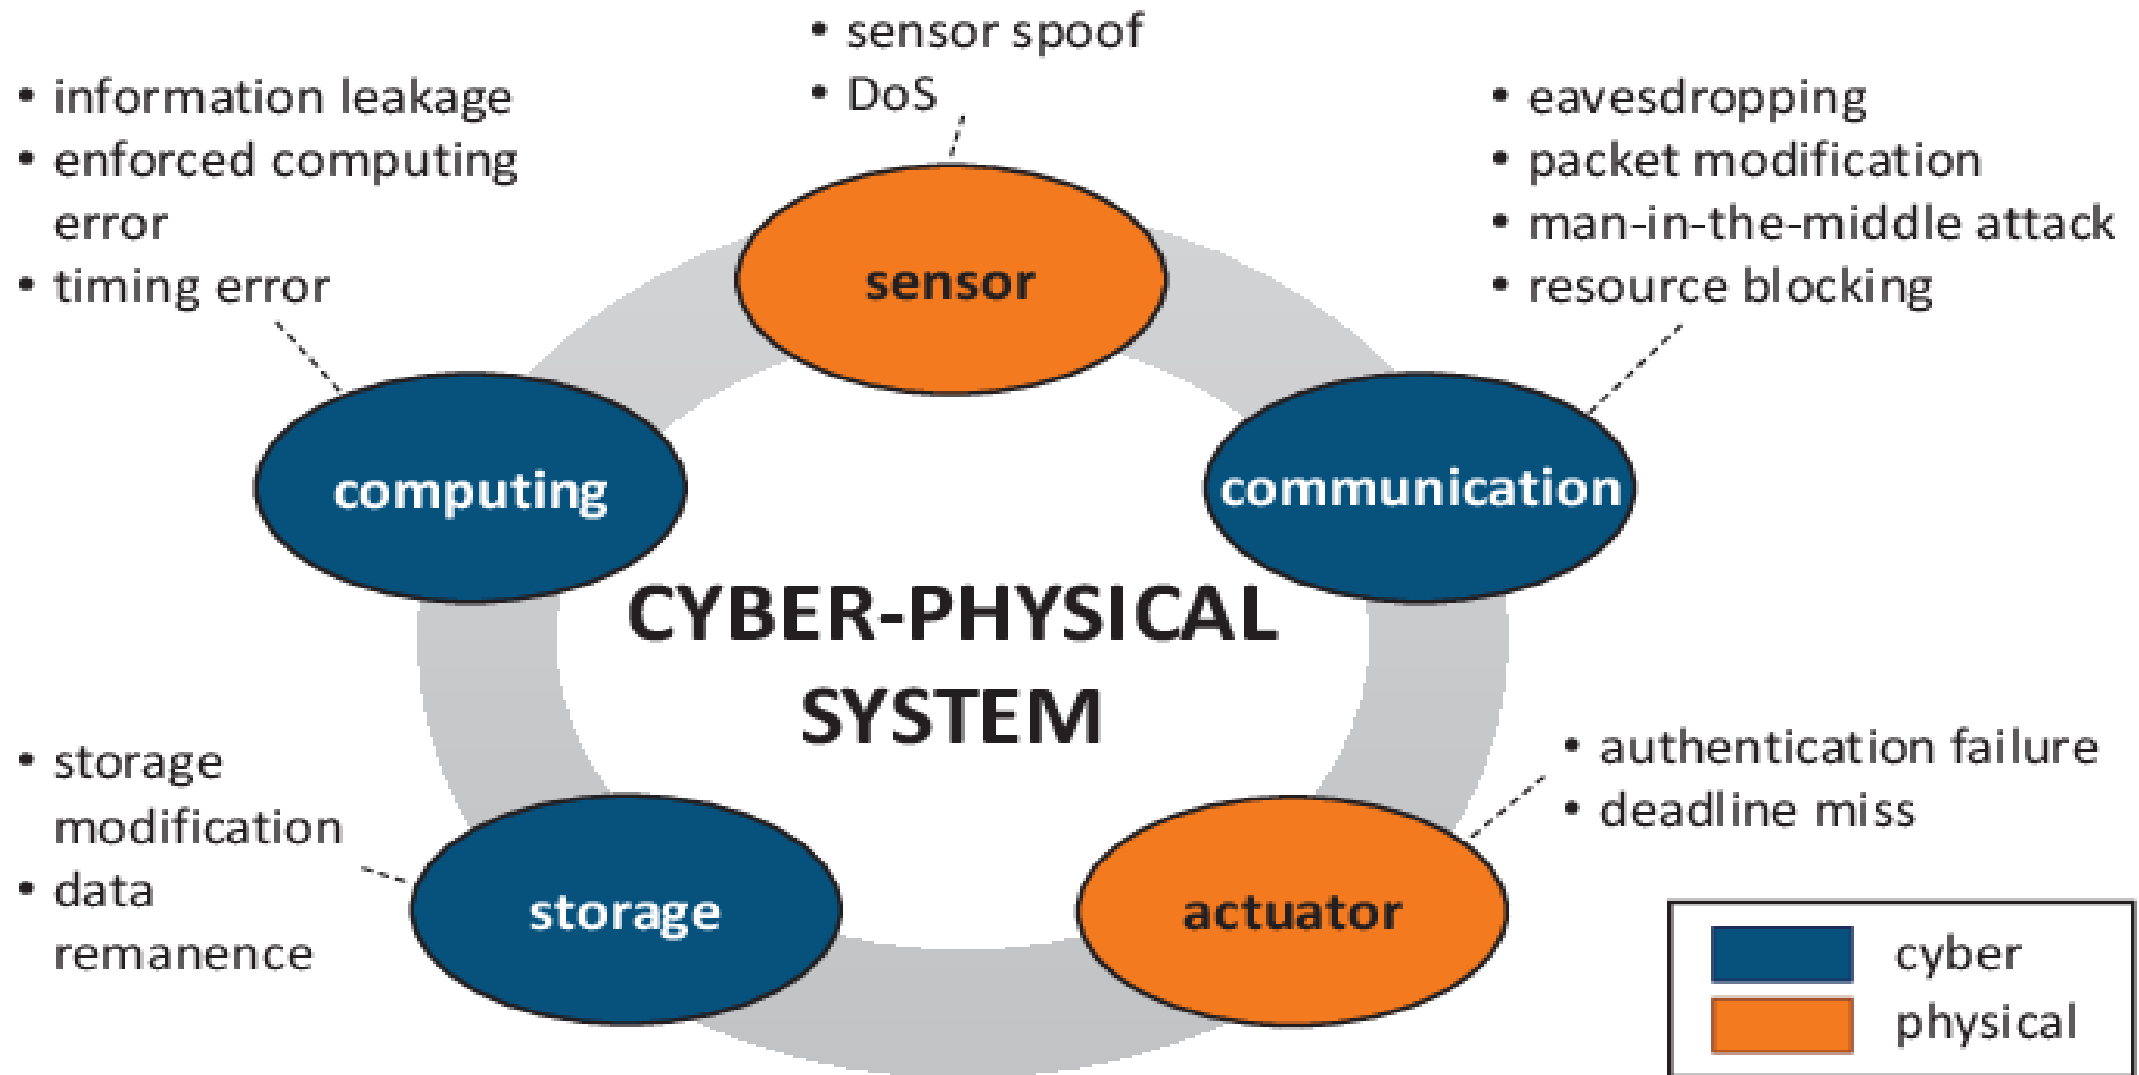 • sensor spoof
• DoS
• information leakage
• enforced computing
error
• timing error
• eavesdropping
• packet modification
• man-in-the-middle attack
• resource blocking
sensor
computing
communication
CYBER-PHYSICAL
SYSTEM
• storage
modification
• data
remanence
• authentication failure
• deadline miss
storage
actuator
cyber
physical